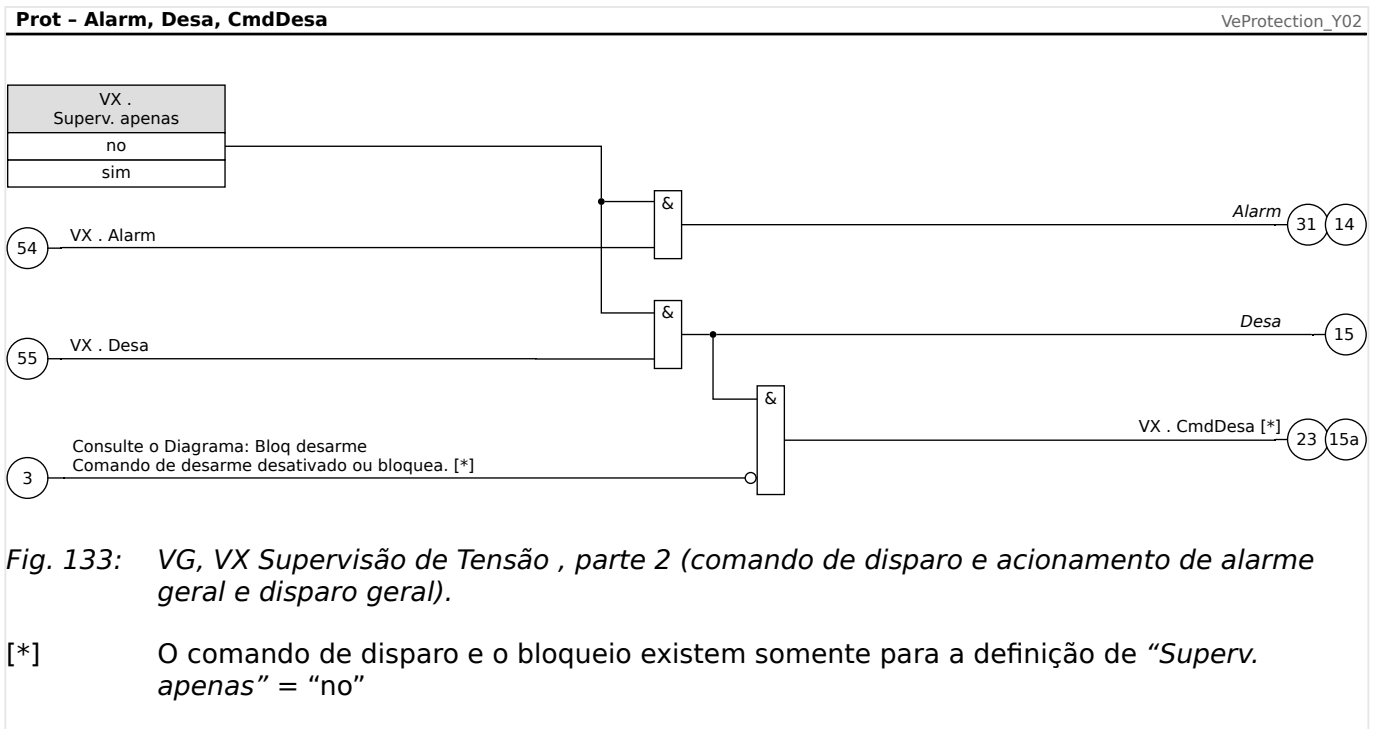 Prot – Alarm, Desa, CmdDesa
VeProtection_Y02
VX .
Superv. apenas
no
sim
&
Alarm
31
14
54
VX . Alarm
&
Desa
15
55
VX . Desa
&
VX . CmdDesa [*]
23
15a
Consulte o Diagrama: Bloq desarme
Comando de desarme desativado ou bloquea. [*]
3
Fig. 133: VG, VX Supervisão de Tensão , parte 2 (comando de disparo e acionamento de alarme
geral e disparo geral).
[*] O comando de disparo e o bloqueio existem somente para a definição de “Superv.
apenas” = “no”